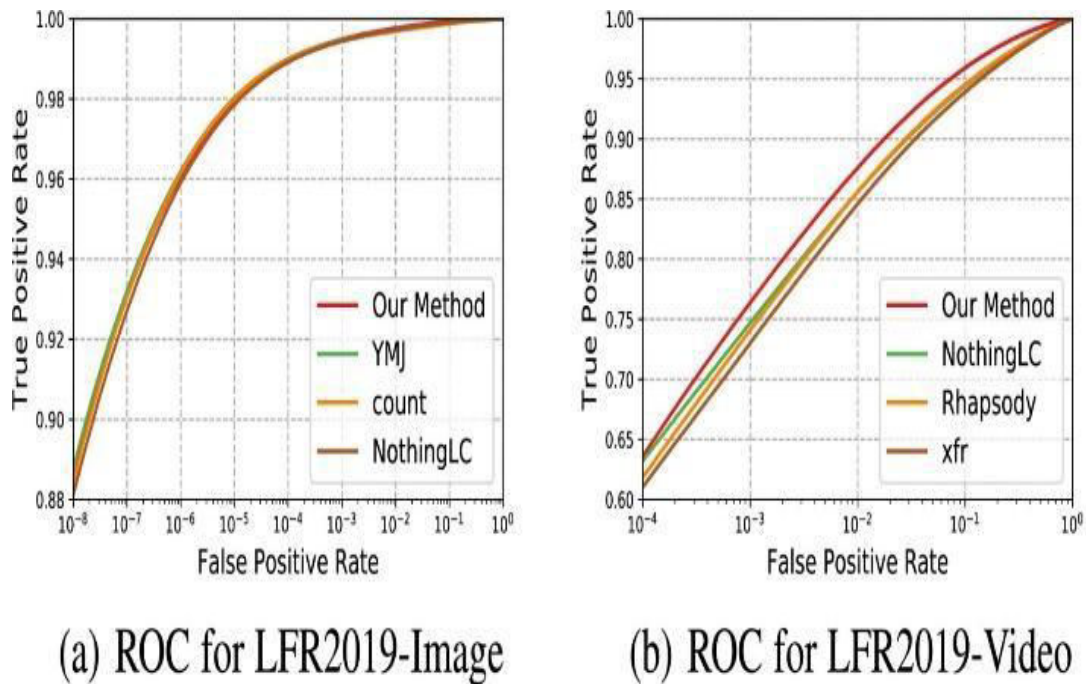 1.00
0.98
0.96
0.94
0.92
0.90
0.88
True Positive Rate
Our Method
YMJ
count
NothingLC
10⁻⁸ 10⁻⁷ 10⁻⁶ 10⁻⁵ 10⁻⁴ 10⁻³ 10⁻² 10⁻¹ 10⁰
False Positive Rate
(a) ROC for LFR2019-Image
1.00
0.95
0.90
0.85
0.80
0.75
0.70
0.65
0.60
True Positive Rate
Our Method
NothingLC
Rhapsody
xfr
10⁻⁴ 10⁻³ 10⁻² 10⁻¹ 10⁰
False Positive Rate
(b) ROC for LFR2019-Video